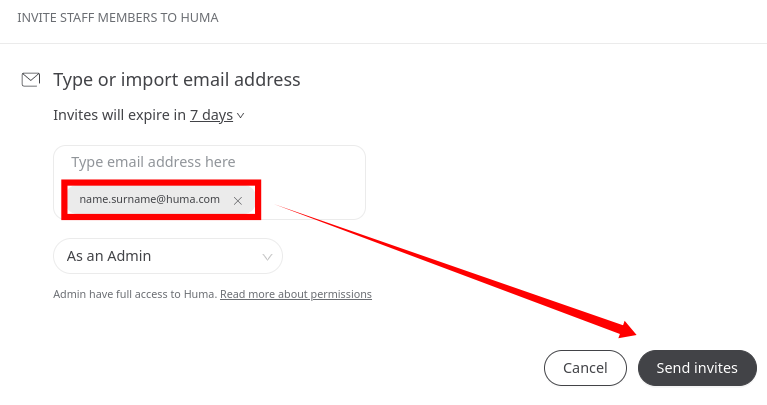 INVITE STAFF MEMBERS TO HUMA
Type or import email address
Invites will expire in 7 days
Type email address here
name.surname@huma.com
As an Admin
Admin have full access to Huma. Read more about permissions
Cancel
Send invites